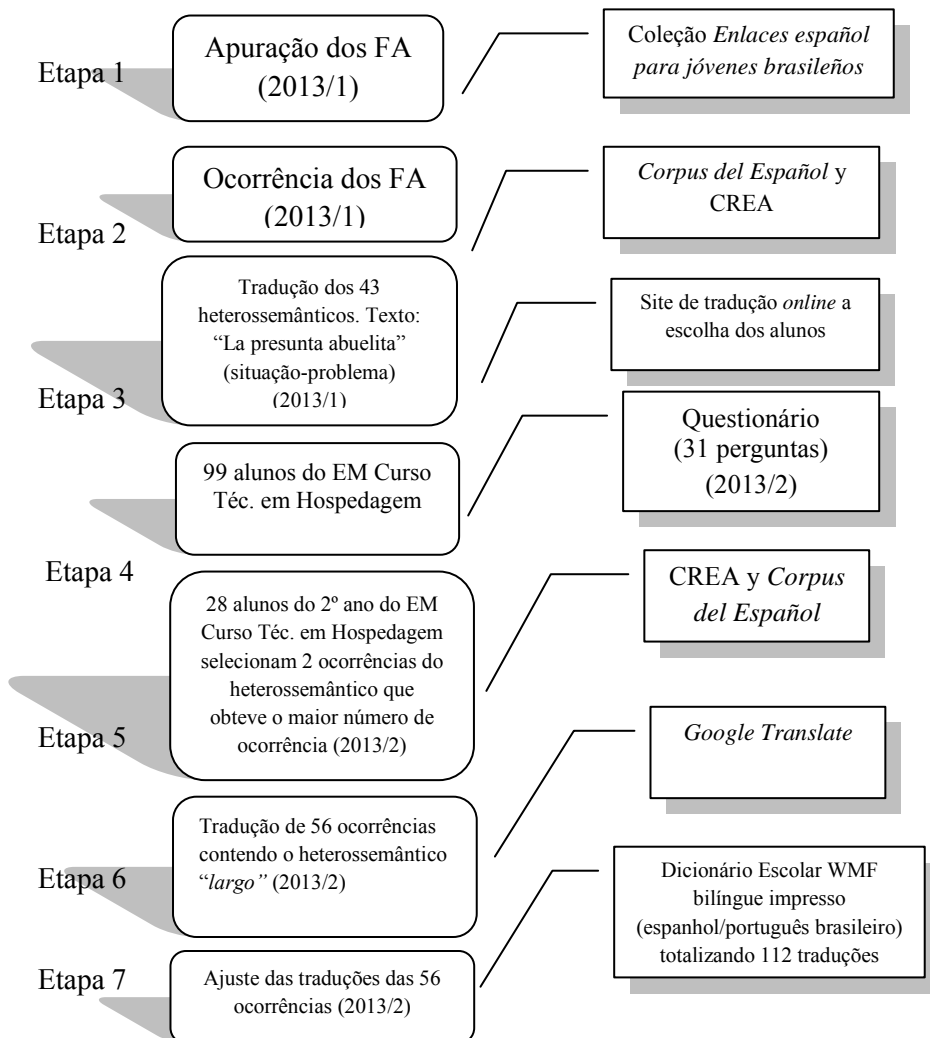 Etapa 1
Apuração dos FA
(2013/1)
Coleção Enlaces español
para jóvenes brasileños
Etapa 2
Ocorrência dos FA
(2013/1)
Corpus del Español y
CREA
Etapa 3
Tradução dos 43
heterossemânticos. Texto:
“La presunta abuelita”
(situação-problema)
(2013/1)
Site de tradução online a
escolha dos alunos
Etapa 4
99 alunos do EM Curso
Téc. em Hospedagem
Questionário
(31 perguntas)
(2013/2)
Etapa 5
28 alunos do 2º ano do EM
Curso Téc. em Hospedagem
selecionam 2 ocorrências do
heterossemântico que
obteve o maior número de
ocorrência (2013/2)
CREA y Corpus
del Español
Etapa 6
Tradução de 56 ocorrências
contendo o heterossemântico
“largo” (2013/2)
Google Translate
Etapa 7
Ajuste das traduções das 56
ocorrências (2013/2)
Dicionário Escolar WMF
bilíngue impresso
(espanhol/português brasileiro)
totalizando 112 traduções